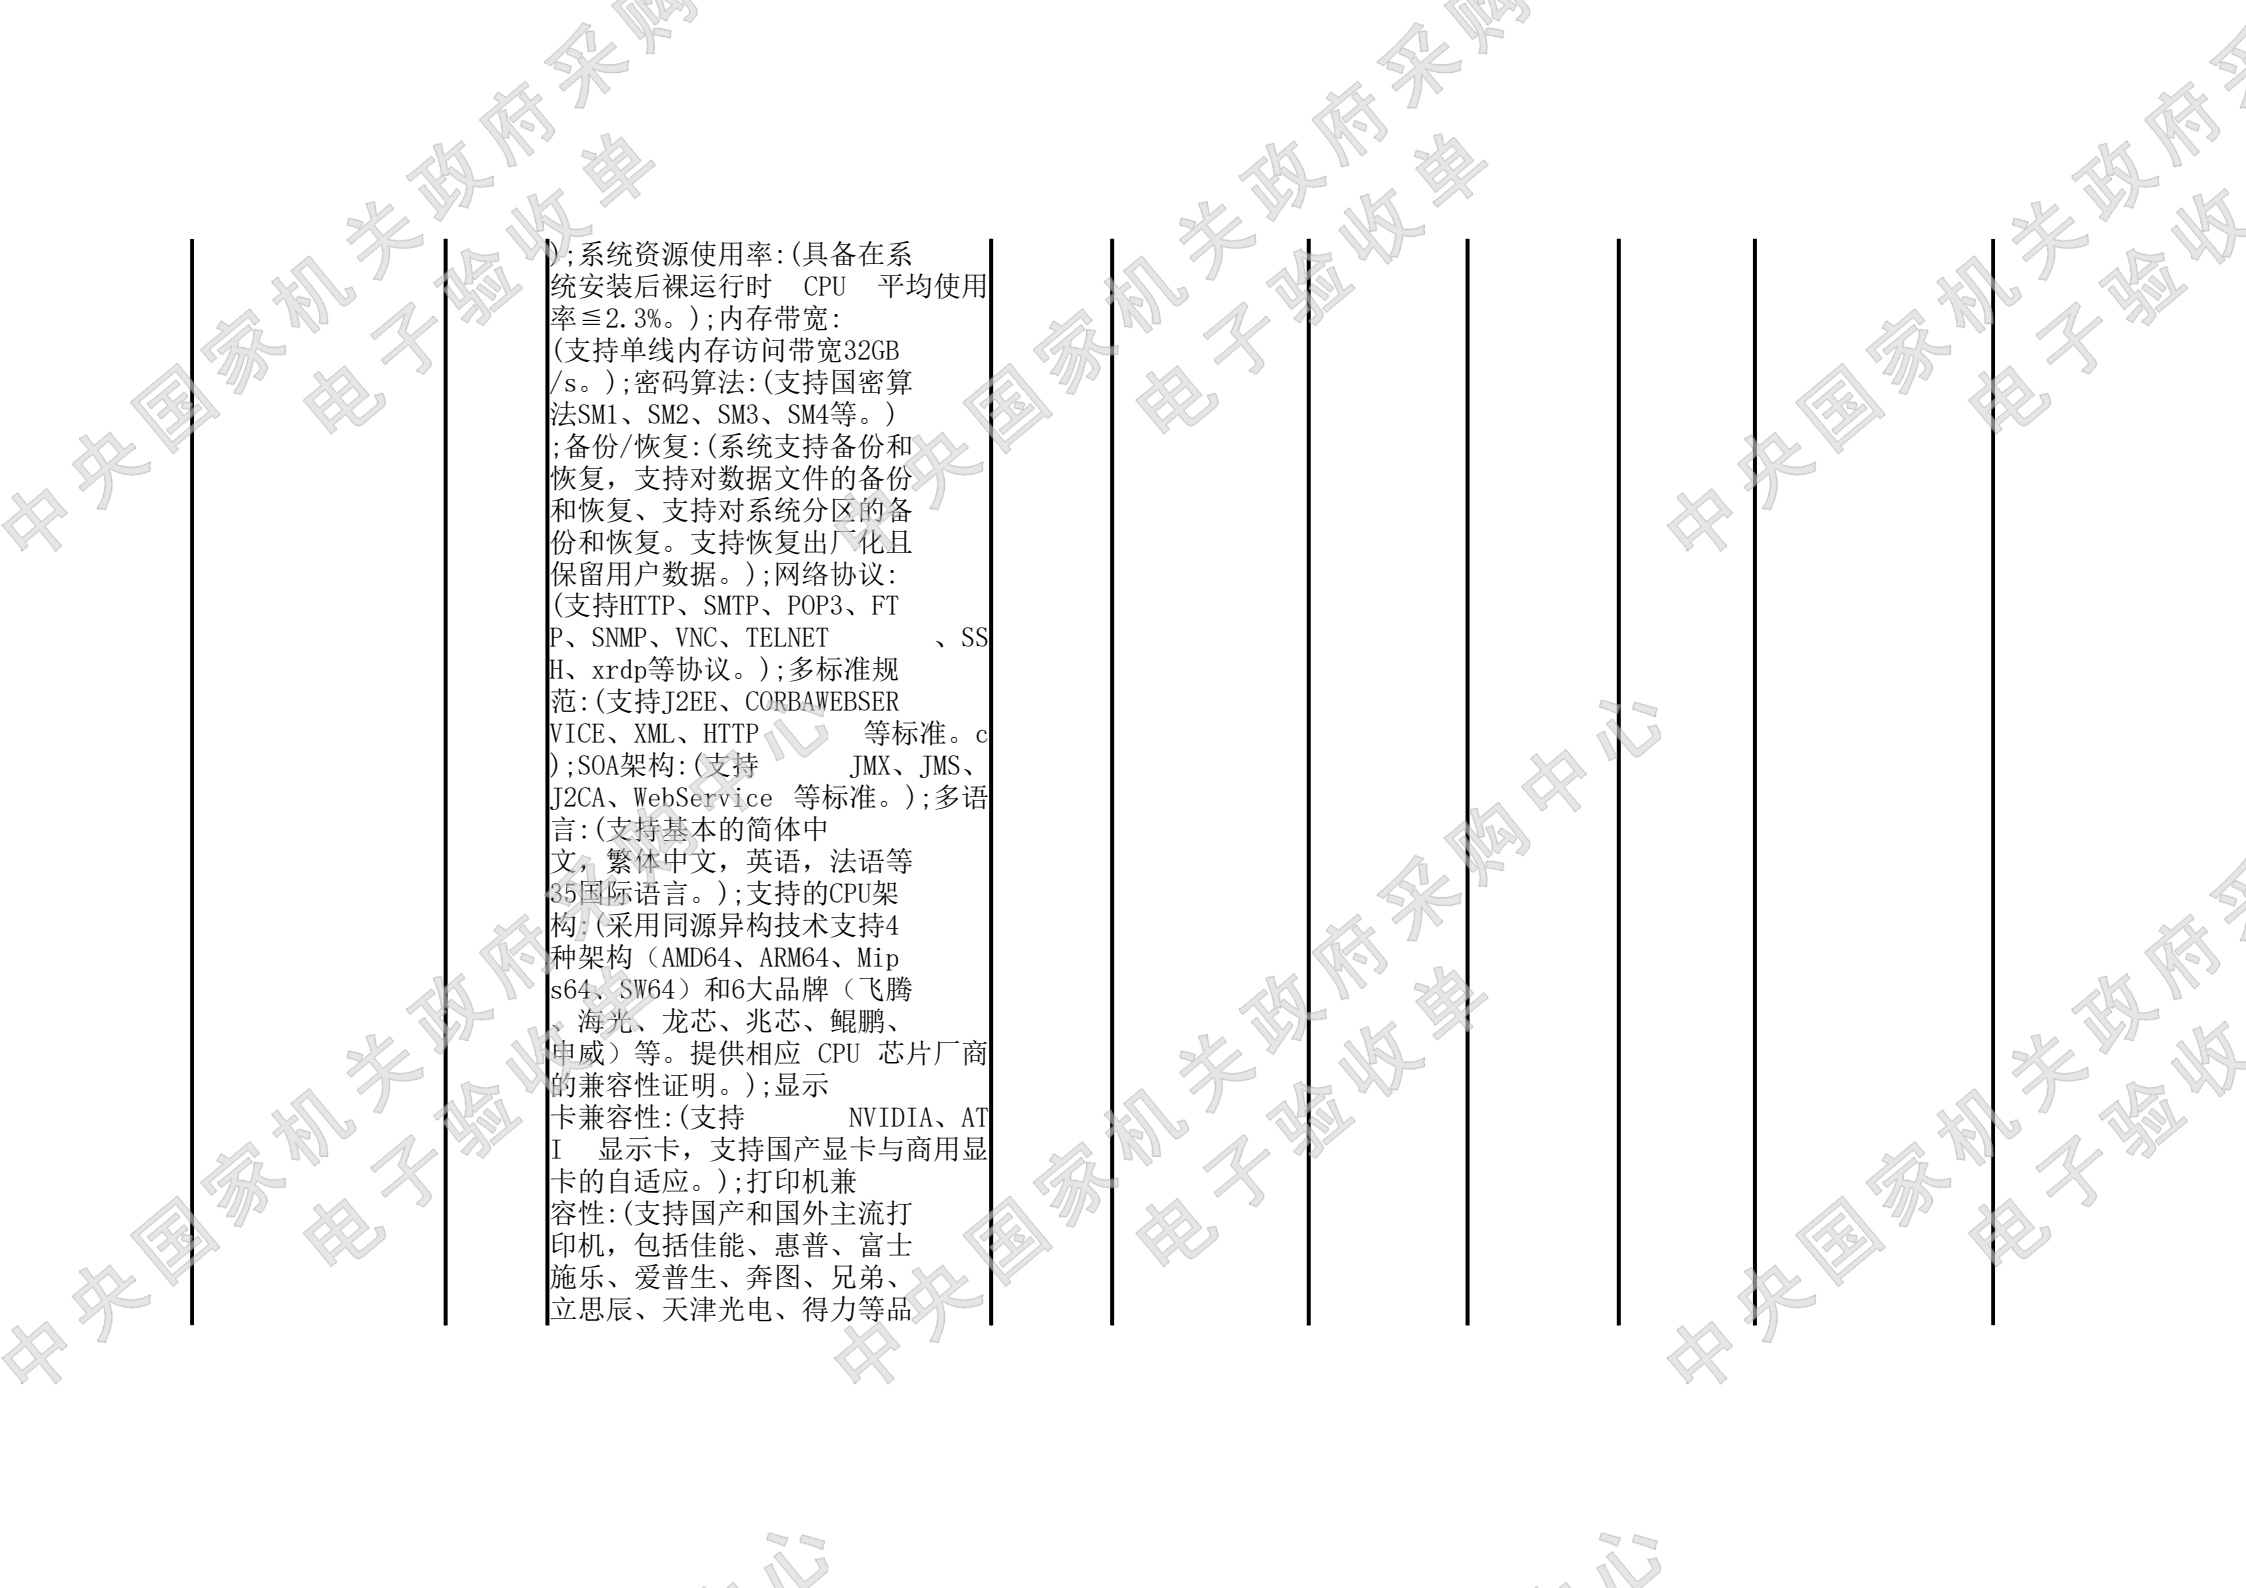 );系统资源使用率:(具备在系
统安装后裸运行时 CPU 平均使用
率≦2.3%。);内存带宽:
(支持单线内存访问带宽32GB
/s。);密码算法:(支持国密算
法SM1、SM2、SM3、SM4等。)
;备份/恢复:(系统支持备份和
恢复，支持对数据文件的备份
和恢复、支持对系统分区的备
份和恢复。支持恢复出厂化且
保留用户数据。);网络协议:
(支持HTTP、SMTP、POP3、FT
P、SNMP、VNC、TELNET 、SS
H、xrdp等协议。);多标准规
范:(支持J2EE、CORBAWEBSER
VICE、XML、HTTP 等标准。c
);SOA架构:(支持 JMX、JMS、
J2CA、WebService 等标准。);多语
言:(支持基本的简体中
文，繁体中文，英语，法语等
35国际语言。);支持的CPU架
构:(采用同源异构技术支持4
种架构（AMD64、ARM64、Mip
s64、SW64）和6大品牌（飞腾
、海光、龙芯、兆芯、鲲鹏、
申威）等。提供相应 CPU 芯片厂商
的兼容性证明。);显示
卡兼容性:(支持 NVIDIA、AT
I 显示卡，支持国产显卡与商用显
卡的自适应。);打印机兼
容性:(支持国产和国外主流打
印机，包括佳能、惠普、富士
施乐、爱普生、奔图、兄弟、
立思辰、天津光电、得力等品
中央国家机关政府采购中心
电子验收单